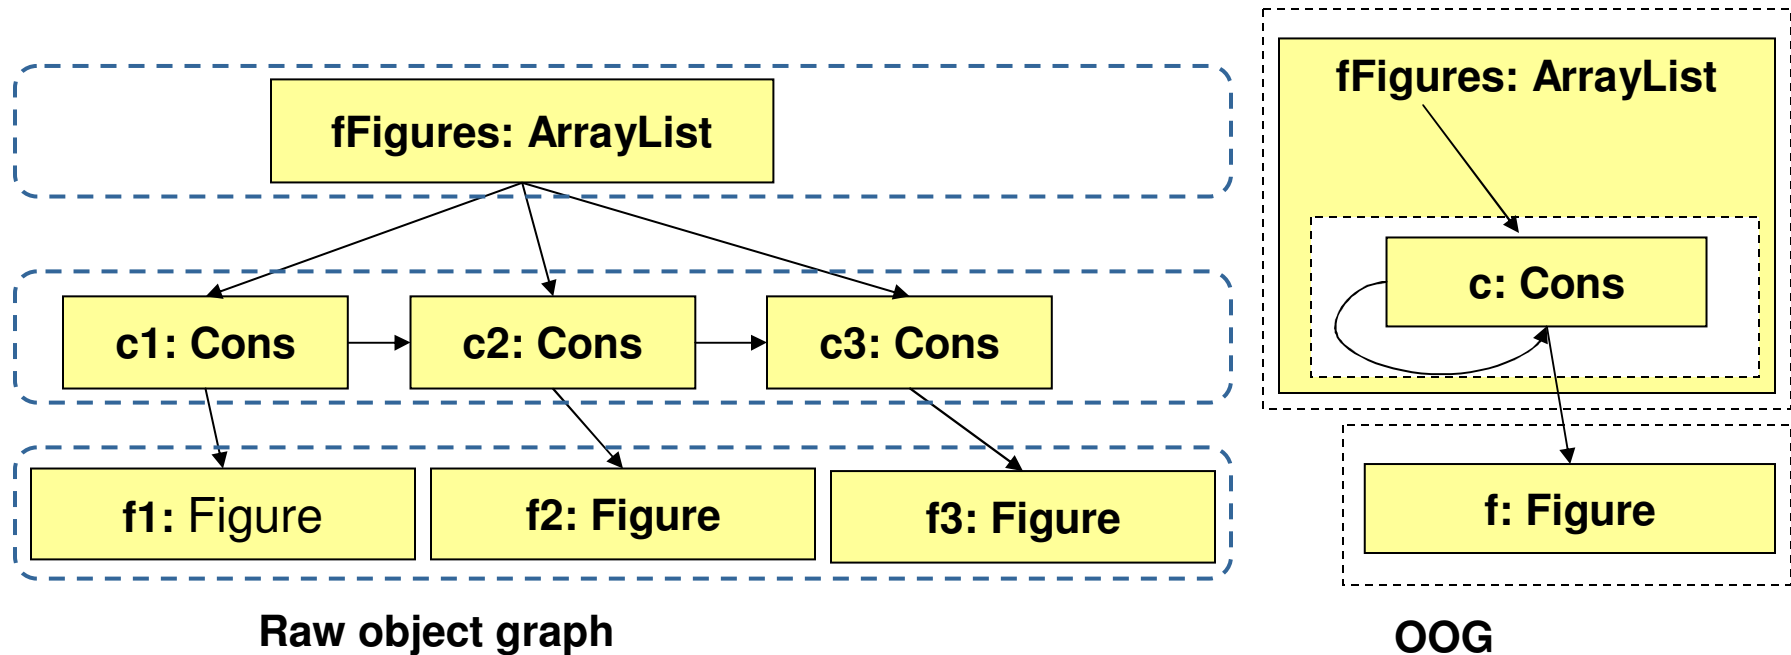 fFigures: ArrayList
c1: Cons
c2: Cons
c3: Cons
f1: Figure
f2: Figure
f3: Figure
Raw object graph
fFigures: ArrayList
c: Cons
f: Figure
OOG